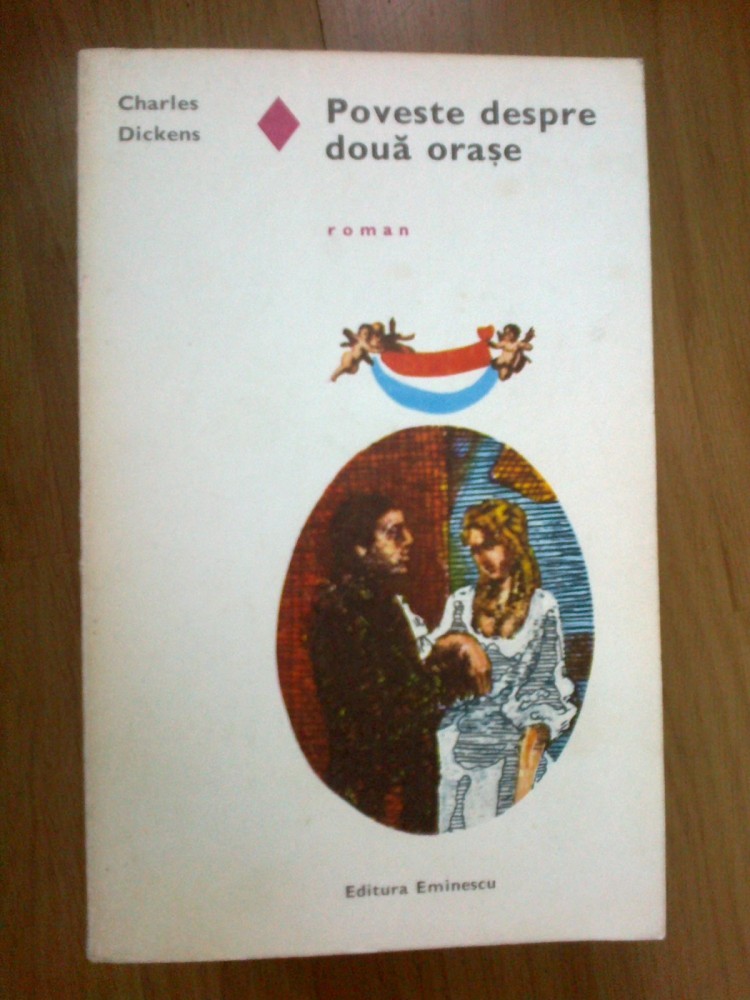 Charles
Dickens
Poveste despre
două orașe
roman
Editura Eminescu